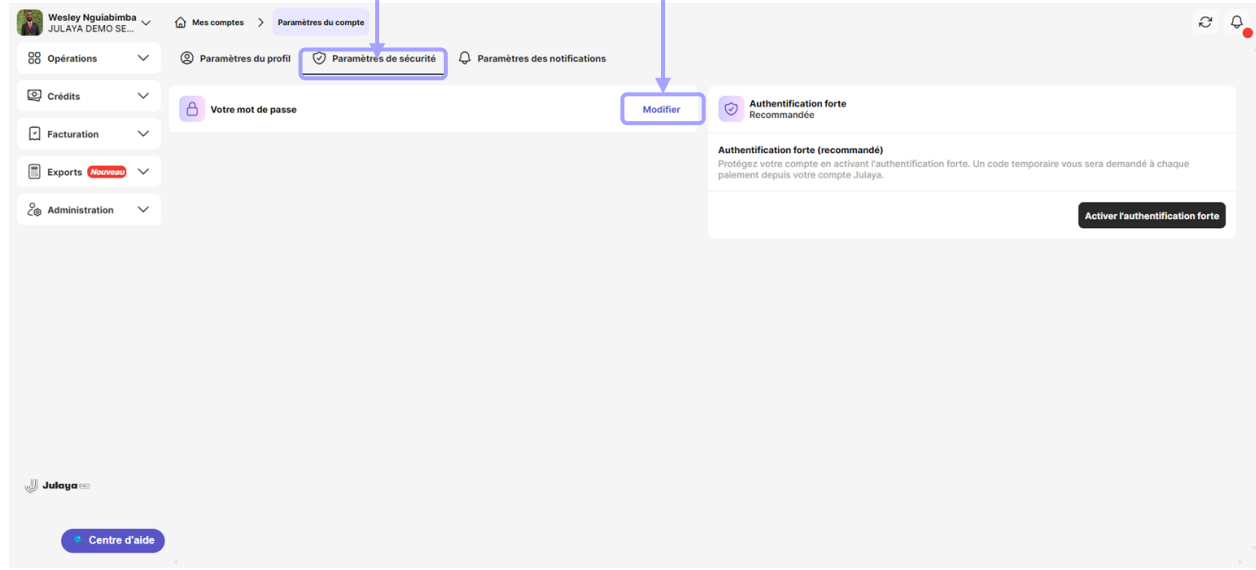 Wesley Nguiabimba
JULAYA DEMO SE...
Mes comptes
Paramètres du compte
Opérations
Crédits
Facturation
Exports Nouveau
Administration
Paramètres du profil
Paramètres de sécurité
Paramètres des notifications
Votre mot de passe
Modifier
Authentification forte
Recommandée
Authentification forte (recommandé)
Protégez votre compte en activant l'authentification forte. Un code temporaire vous sera demandé à chaque
paiement depuis votre compte Julaya.
Activer l'authentification forte
Julaya
Centre d'aide